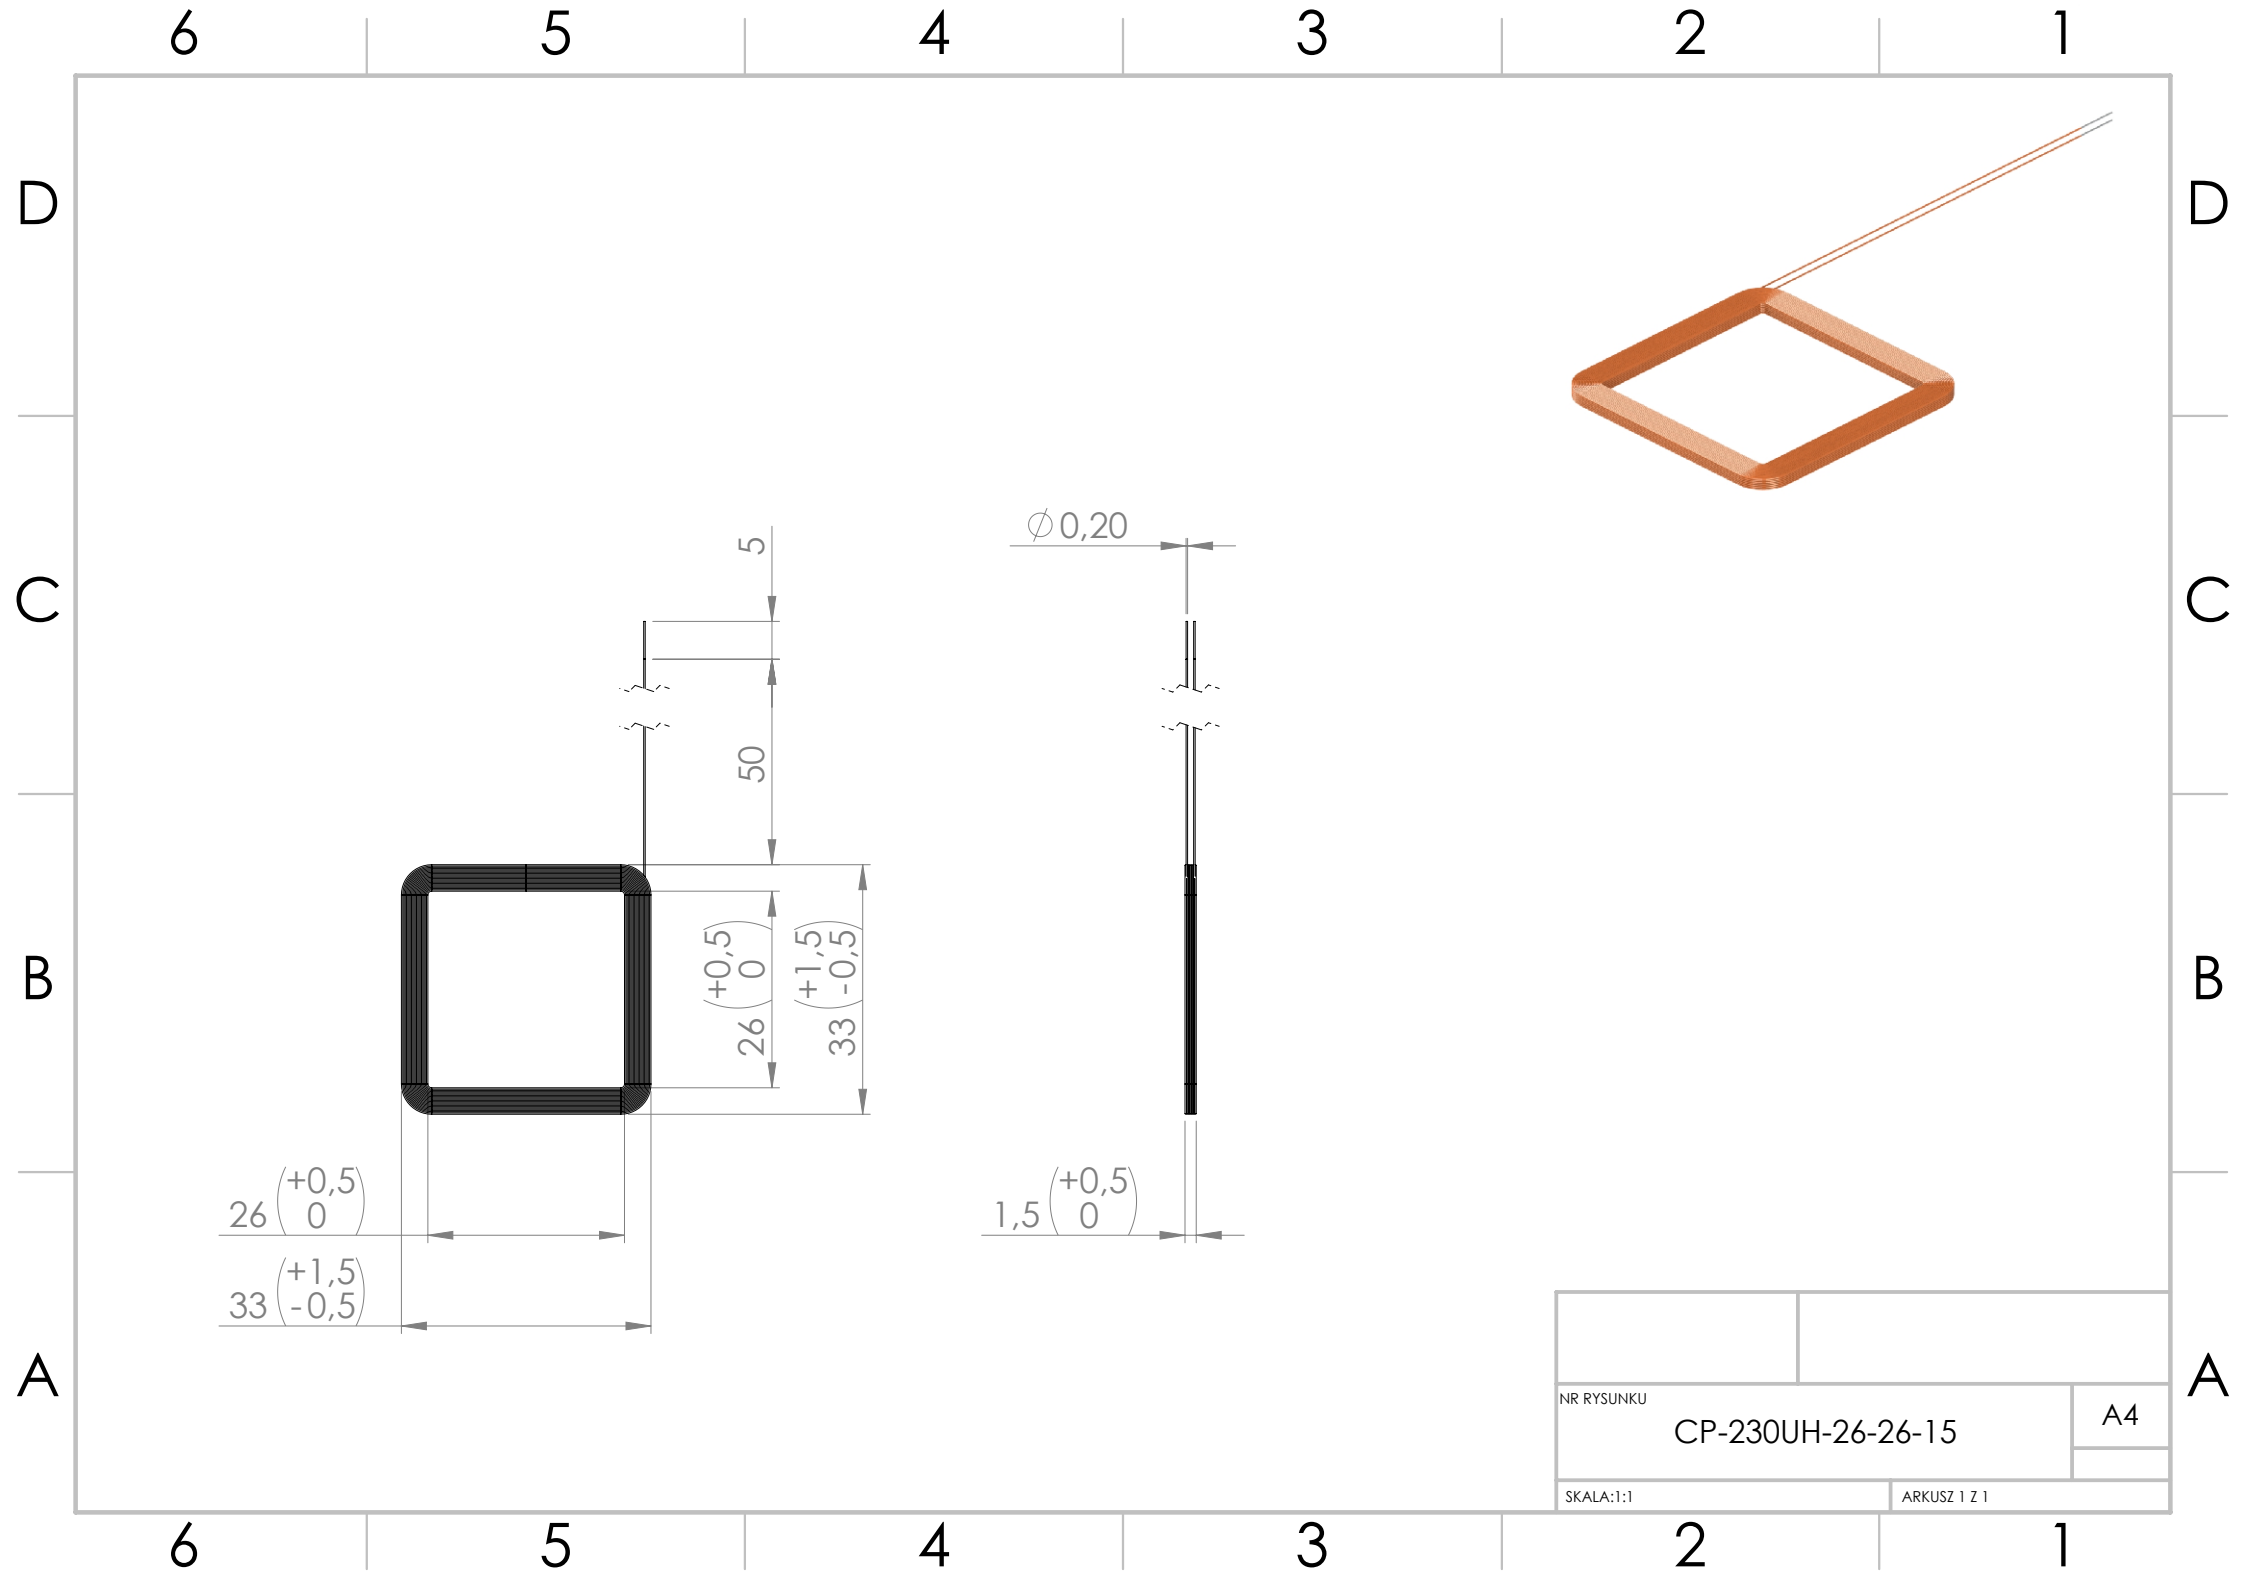 6 5 4 3 2 1
D D
C C
B B
A A
⌀0,20
5
50
26 (+0,5 0)
33 (+1,5 -0,5)
26 (+0,5 0)
33 (+1,5 -0,5)
1,5 (+0,5 0)
NR RYSUNKU
CP-230UH-26-26-15
A4
SKALA:1:1
ARKUSZ 1 Z 1
6 5 4 3 2 1